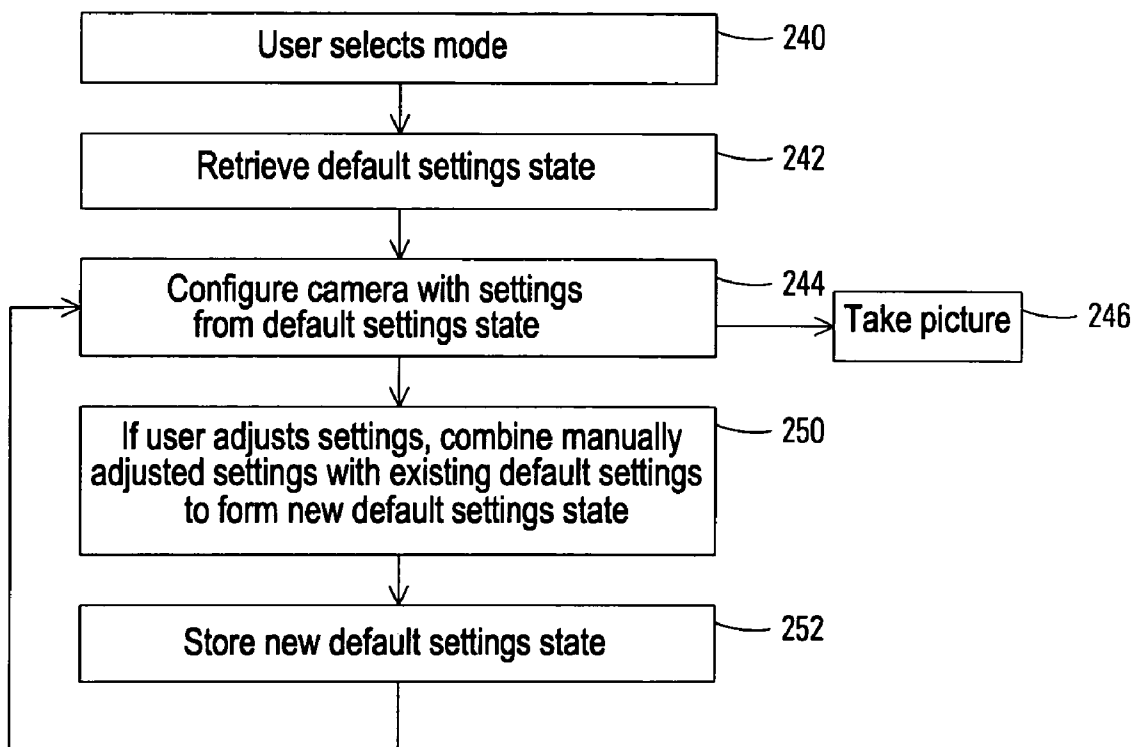 User selects mode
240
Retrieve default settings state
242
Configure camera with settings
from default settings state
244
Take picture
246
If user adjusts settings, combine manually
adjusted settings with existing default settings
to form new default settings state
250
Store new default settings state
252